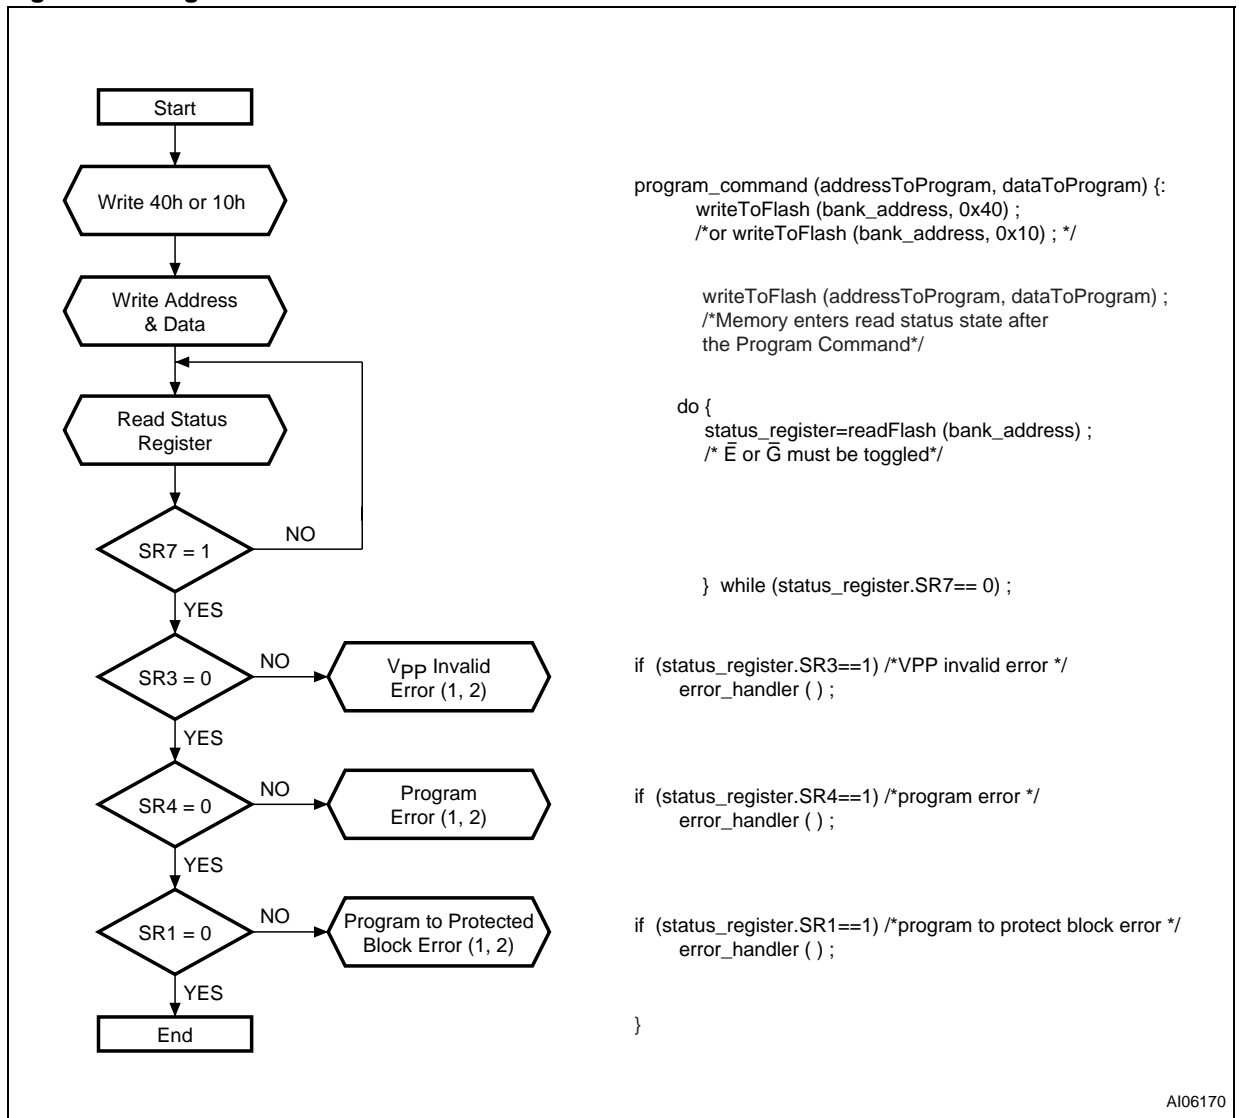 Start
Write 40h or 10h
Write Address
& Data
Read Status
Register
SR7 = 1
NO
YES
SR3 = 0
NO
VPP Invalid
Error (1, 2)
YES
SR4 = 0
NO
Program
Error (1, 2)
YES
SR1 = 0
NO
Program to Protected
Block Error (1, 2)
YES
End
program_command (addressToProgram, dataToProgram) {:
writeToFlash (bank_address, 0x40) ;
/*or writeToFlash (bank_address, 0x10) ; */
writeToFlash (addressToProgram, dataToProgram) ;
/*Memory enters read status state after
the Program Command*/
do {
status_register=readFlash (bank_address) ;
/* E̅ or G̅ must be toggled*/
} while (status_register.SR7== 0) ;
if (status_register.SR3==1) /*VPP invalid error */
error_handler ( ) ;
if (status_register.SR4==1) /*program error */
error_handler ( ) ;
if (status_register.SR1==1) /*program to protect block error */
error_handler ( ) ;
}
AI06170